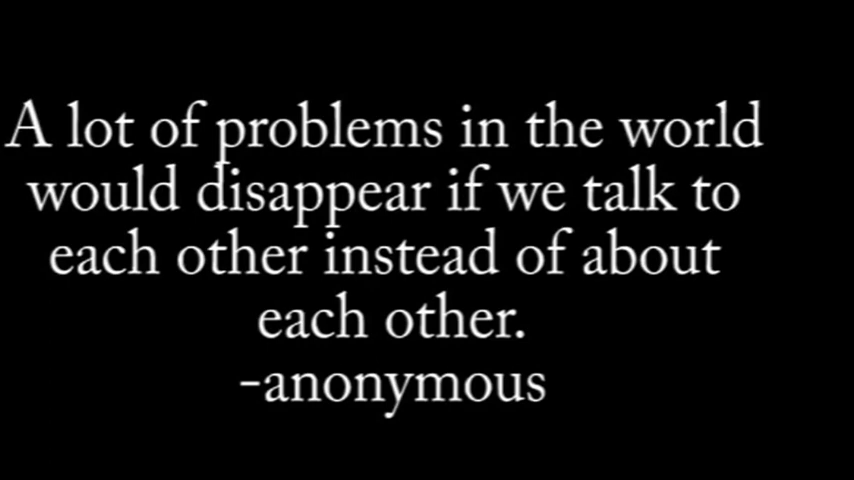 A lot of problems in the world
would disappear if we talk to
each other instead of about
each other.
-anonymous